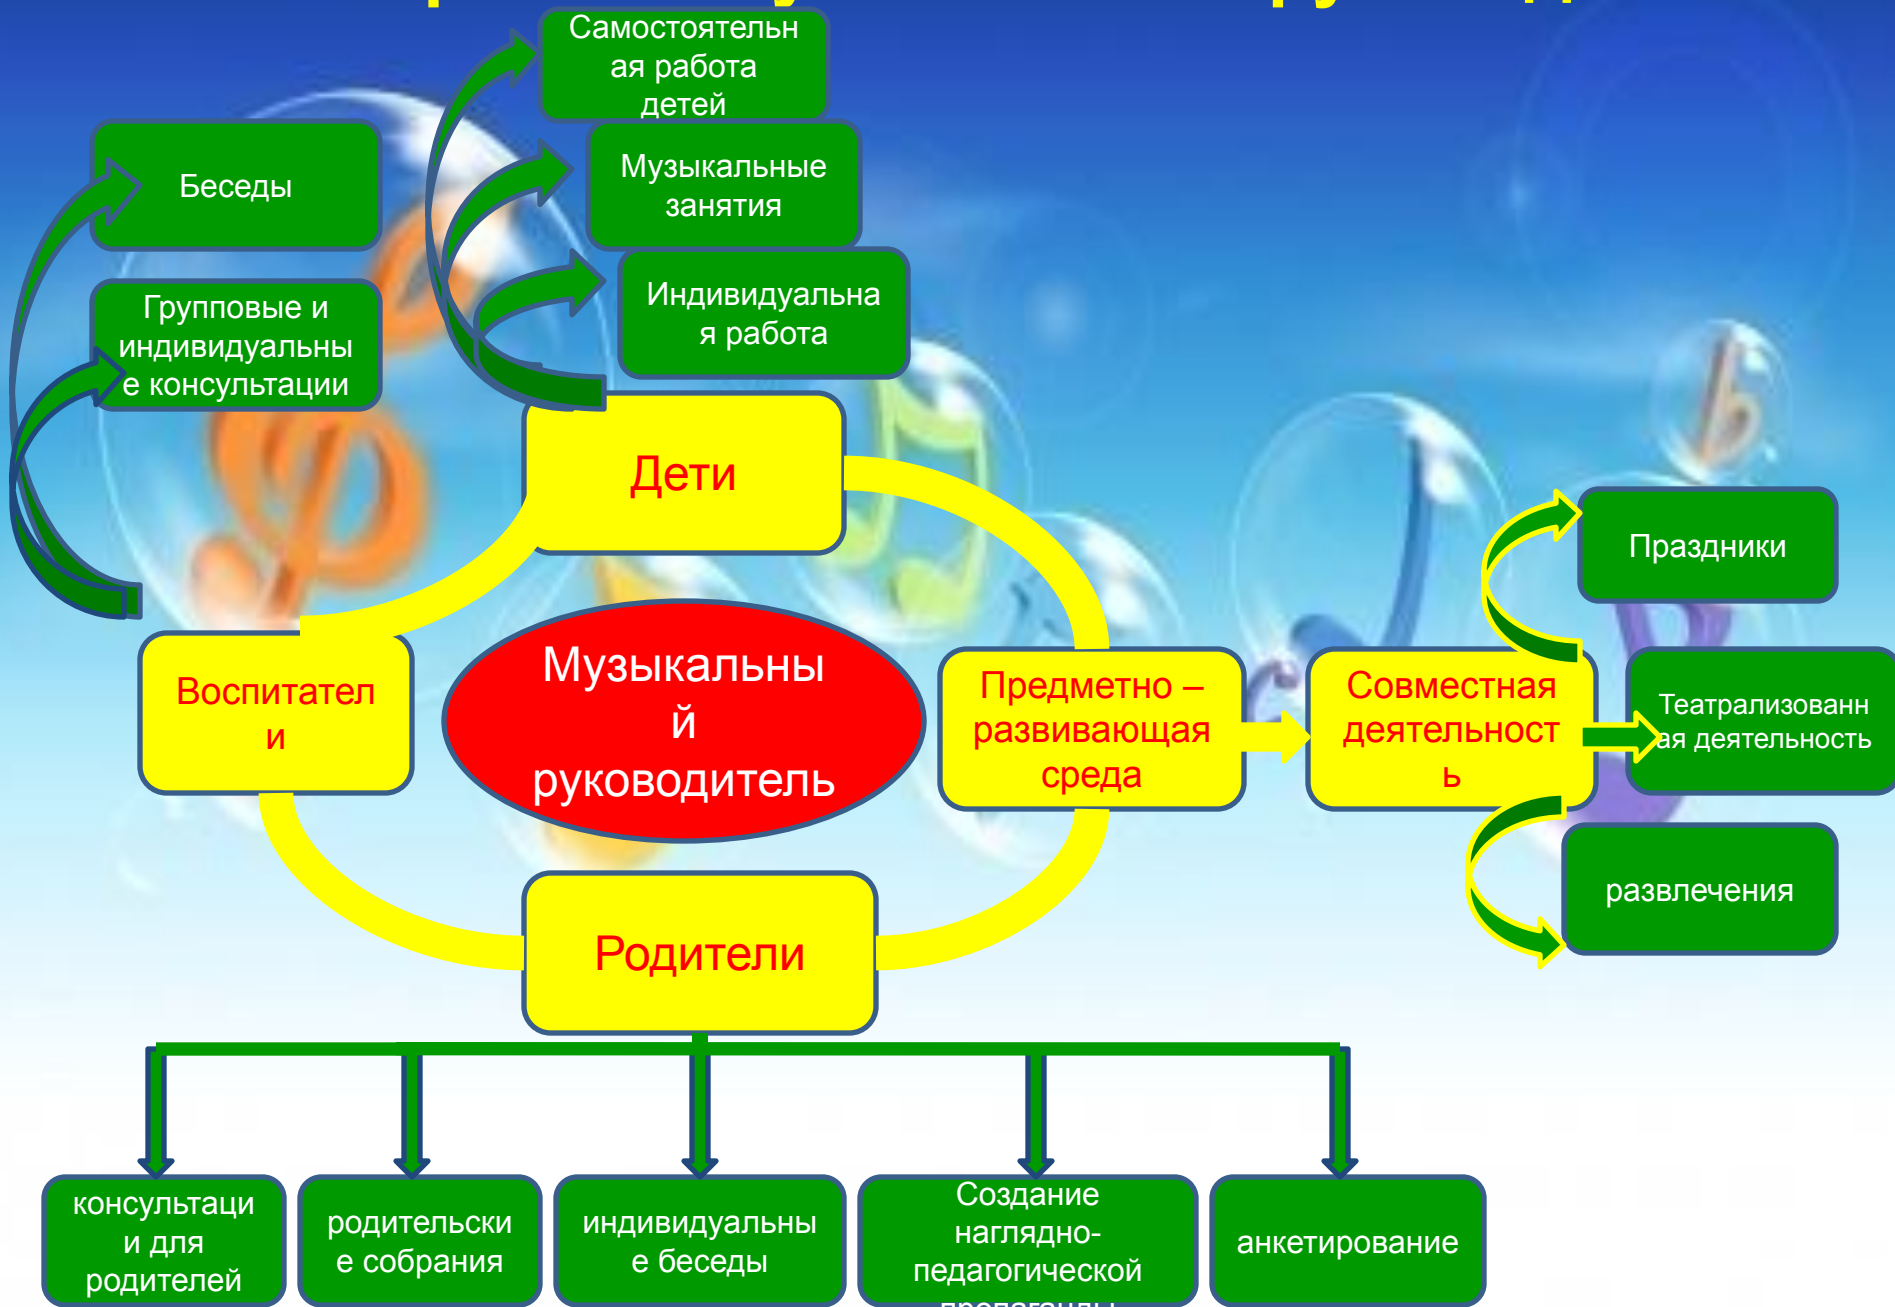 Самостоятельн
ая работа
детей
Музыкальные
занятия
Беседы
Индивидуальна
я работа
Групповые и
индивидуальны
е консультации
Дети
Праздники
Музыкальны
й
руководитель
Воспитател
и
Предметно –
развивающая
среда
Совместная
деятельност
ь
Театрализованн
ая деятельность
развлечения
Родители
консультаци
и для
родителей
родительски
е собрания
индивидуальны
е беседы
Создание
наглядно-
педагогической
пропаганды
анкетирование